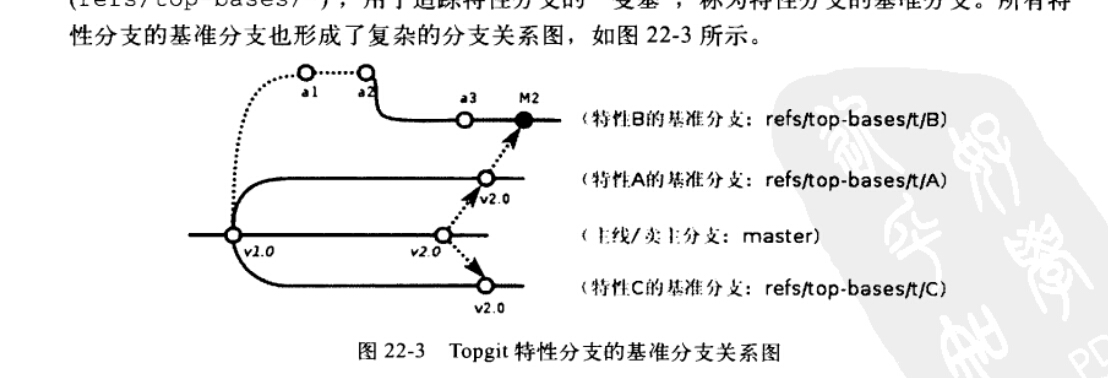 (refs/top-bases/*)，用于追踪特性分支的"变基"，称为特性分支的基准分支。所有特
性分支的基准分支也形成了复杂的分支关系图，如图 22-3 所示。
a1
a2
a3
M2
（特性B的基准分支：refs/top-bases/t/B）
v2.0
（特性A的基准分支：refs/top-bases/t/A）
v1.0
v2.0
（主线/卖主分支：master）
v2.0
（特性C的基准分支：refs/top-bases/t/C）
图 22-3 Topgit 特性分支的基准分支关系图
PD